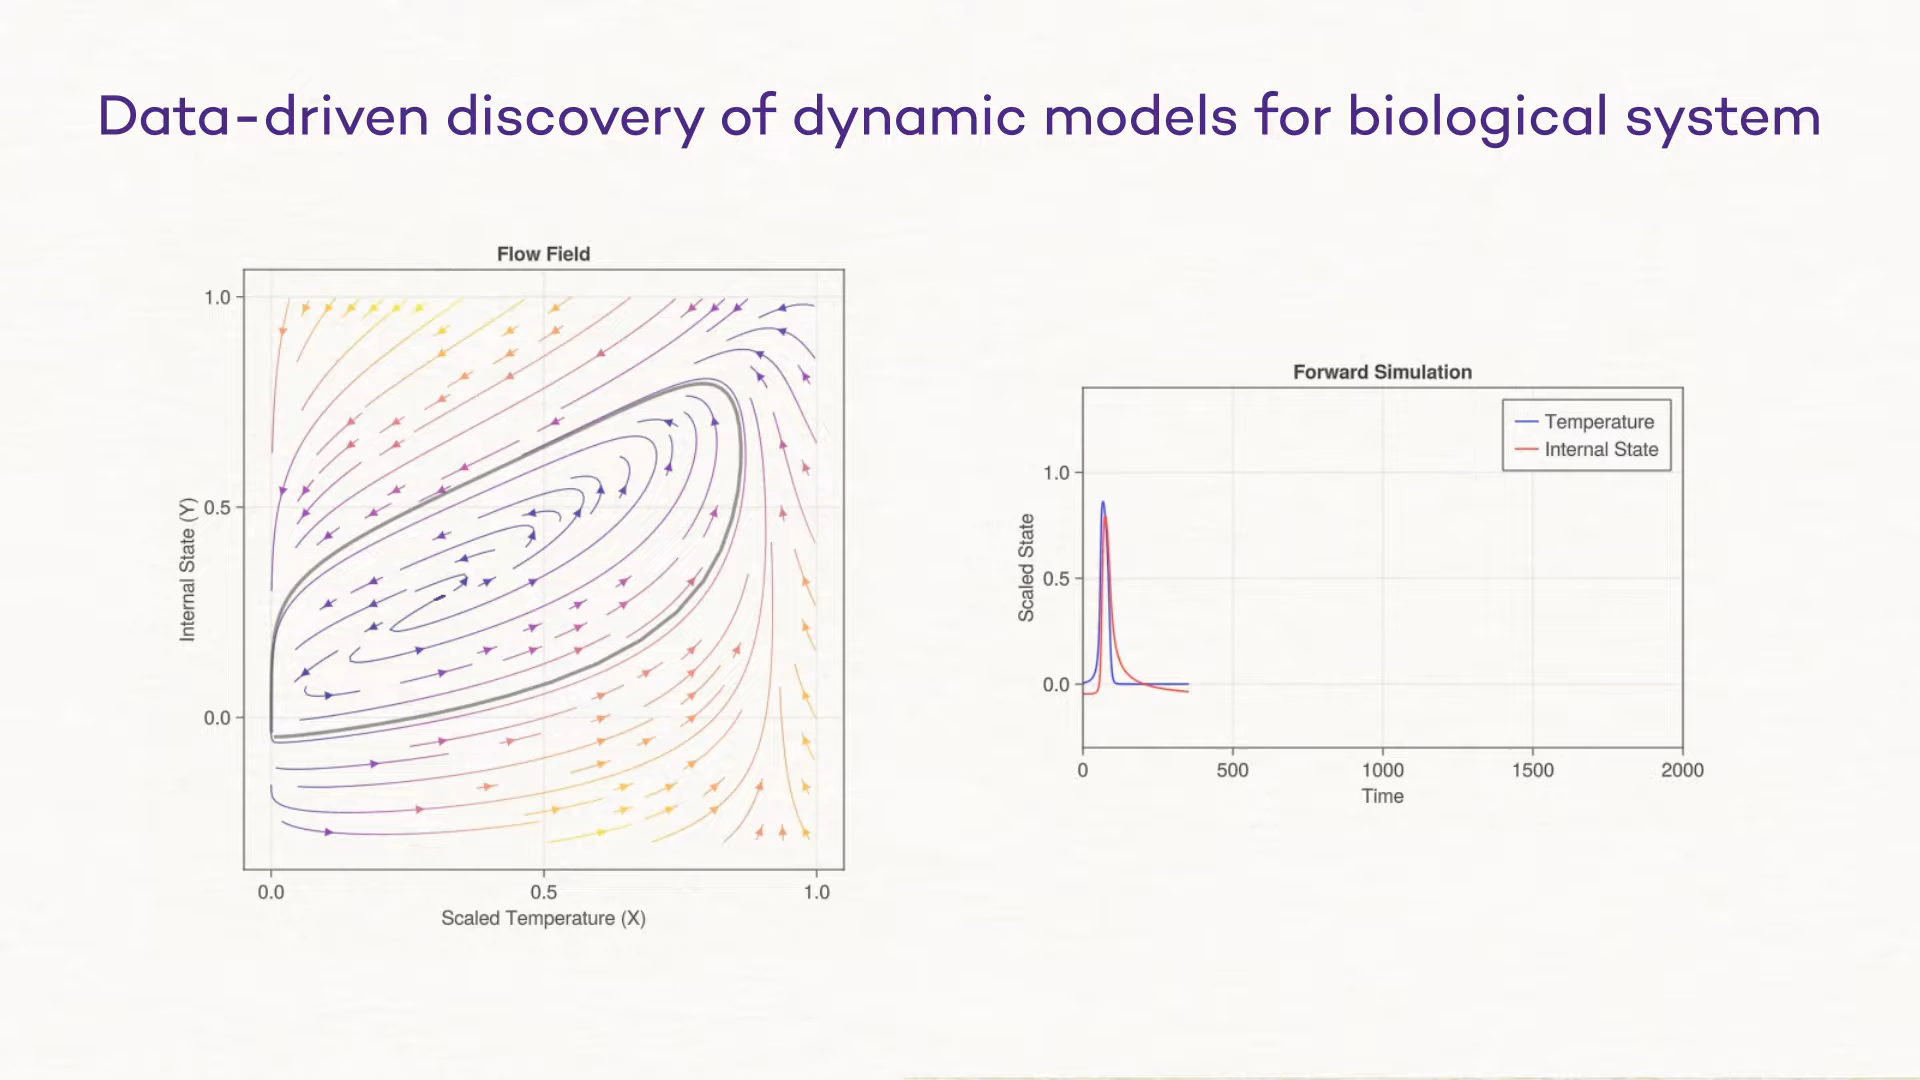 Data-driven discovery of dynamic models for biological system
Flow Field
1.0
0.5
0.0
Internal State (Y)
0.0
0.5
1.0
Scaled Temperature (X)
Forward Simulation
Temperature
Internal State
1.0
0.5
0.0
Scaled State
0
500
1000
1500
2000
Time